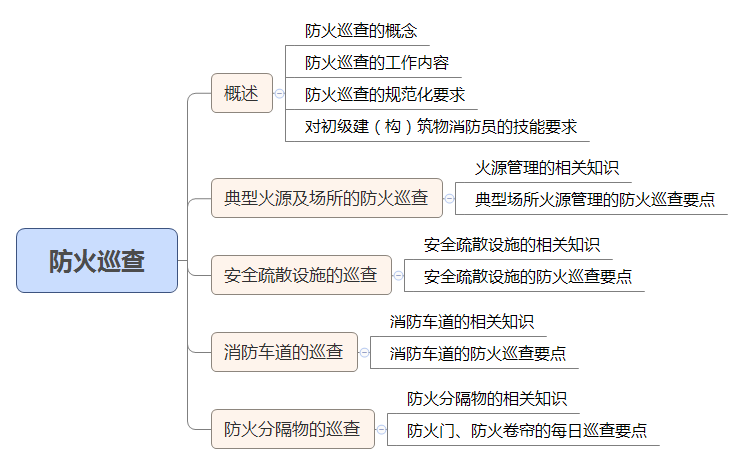 防火巡查
概述
防火巡查的概念
防火巡查的工作内容
防火巡查的规范化要求
对初级建（构）筑物消防员的技能要求
典型火源及场所的防火巡查
火源管理的相关知识
典型场所火源管理的防火巡查要点
安全疏散设施的巡查
安全疏散设施的相关知识
安全疏散设施的防火巡查要点
消防车道的巡查
消防车道的相关知识
消防车道的防火巡查要点
防火分隔物的巡查
防火分隔物的相关知识
防火门、防火卷帘的每日巡查要点